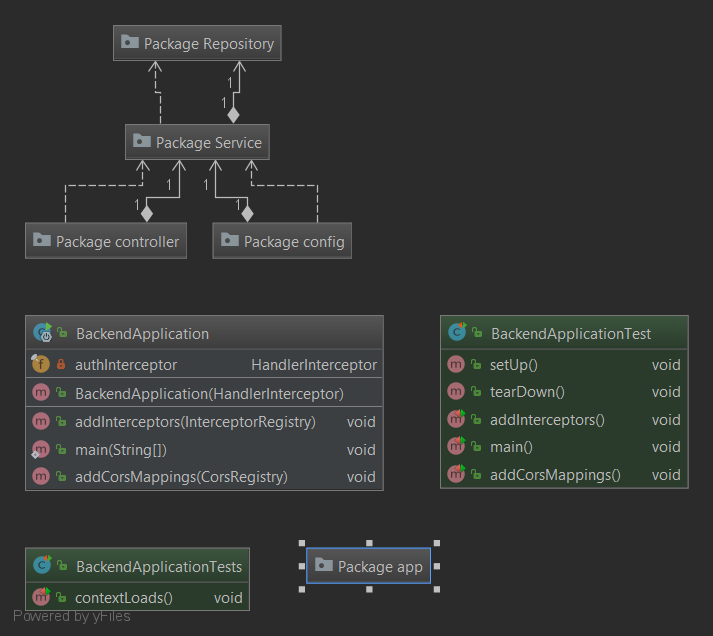 Package Repository
1
1
Package Service
1
1
1
1
Package controller
Package config
BackendApplication
authInterceptor HandlerInterceptor
BackendApplication(HandlerInterceptor)
addInterceptors(InterceptorRegistry) void
main(String[]) void
addCorsMappings(CorsRegistry) void
BackendApplicationTest
setUp() void
tearDown() void
addInterceptors() void
main() void
addCorsMappings() void
BackendApplicationTests
contextLoads() void
Package app
Powered by yFiles